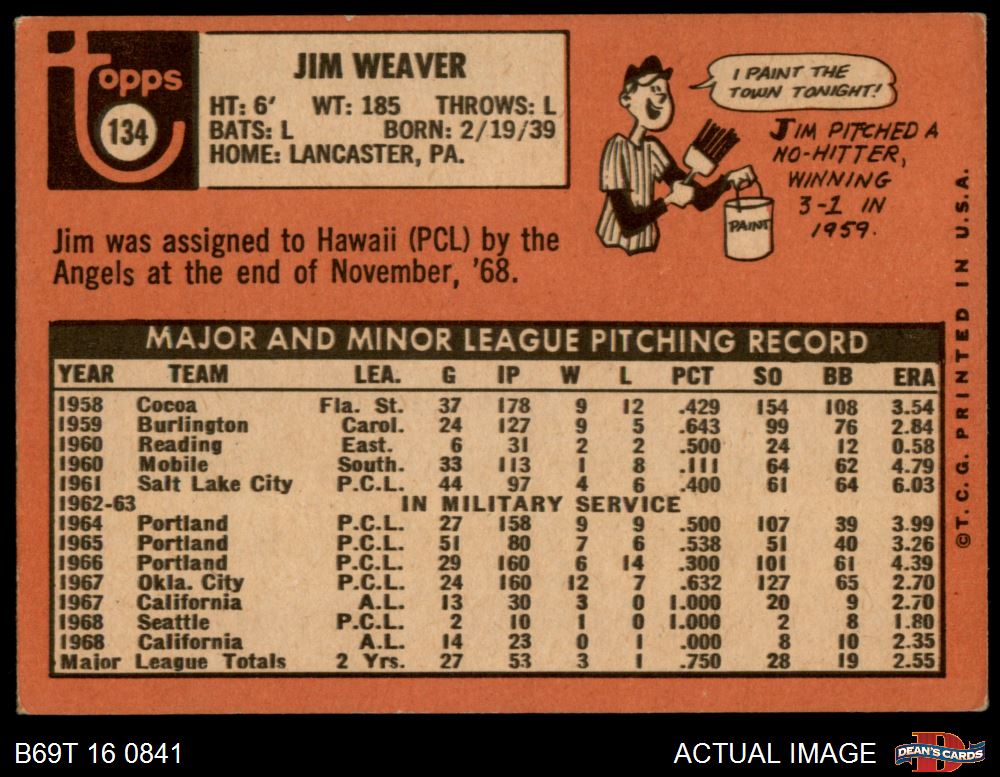 Topps
134
JIM WEAVER
HT: 6' WT: 185 THROWS: L
BATS: L BORN: 2/19/39
HOME: LANCASTER, PA.
I PAINT THE
TOWN TONIGHT!
JIM PITCHED A
NO-HITTER,
WINNING
3-1 IN
1959.
PAINT
Jim was assigned to Hawaii (PCL) by the
Angels at the end of November, '68.
MAJOR AND MINOR LEAGUE PITCHING RECORD
YEAR TEAM LEA. G IP W L PCT SO BB ERA
1958 Cocoa Fla. St. 37 178 9 12 .429 154 108 3.54
1959 Burlington Carol. 24 127 9 5 .643 99 76 2.84
1960 Reading East. 6 31 2 2 .500 24 12 0.58
1960 Mobile South. 33 113 1 8 .111 64 62 4.79
1961 Salt Lake City P.C.L. 44 97 4 6 .400 61 64 6.03
1962-63 IN MILITARY SERVICE
1964 Portland P.C.L. 27 158 9 9 .500 107 39 3.99
1965 Portland P.C.L. 51 80 7 6 .538 51 40 3.26
1966 Portland P.C.L. 29 160 6 14 .300 101 61 4.39
1967 Okla. City P.C.L. 24 160 12 7 .632 127 65 2.70
1967 California A.L. 13 30 3 0 1.000 20 9 2.70
1968 Seattle P.C.L. 2 10 1 0 1.000 2 8 1.80
1968 California A.L. 14 23 0 1 .000 8 10 2.35
Major League Totals 2 Yrs. 27 53 3 1 .750 28 19 2.55
©T.C.G. PRINTED IN U.S.A.
B69T 16 0841
ACTUAL IMAGE
D
DEAN'S CARDS